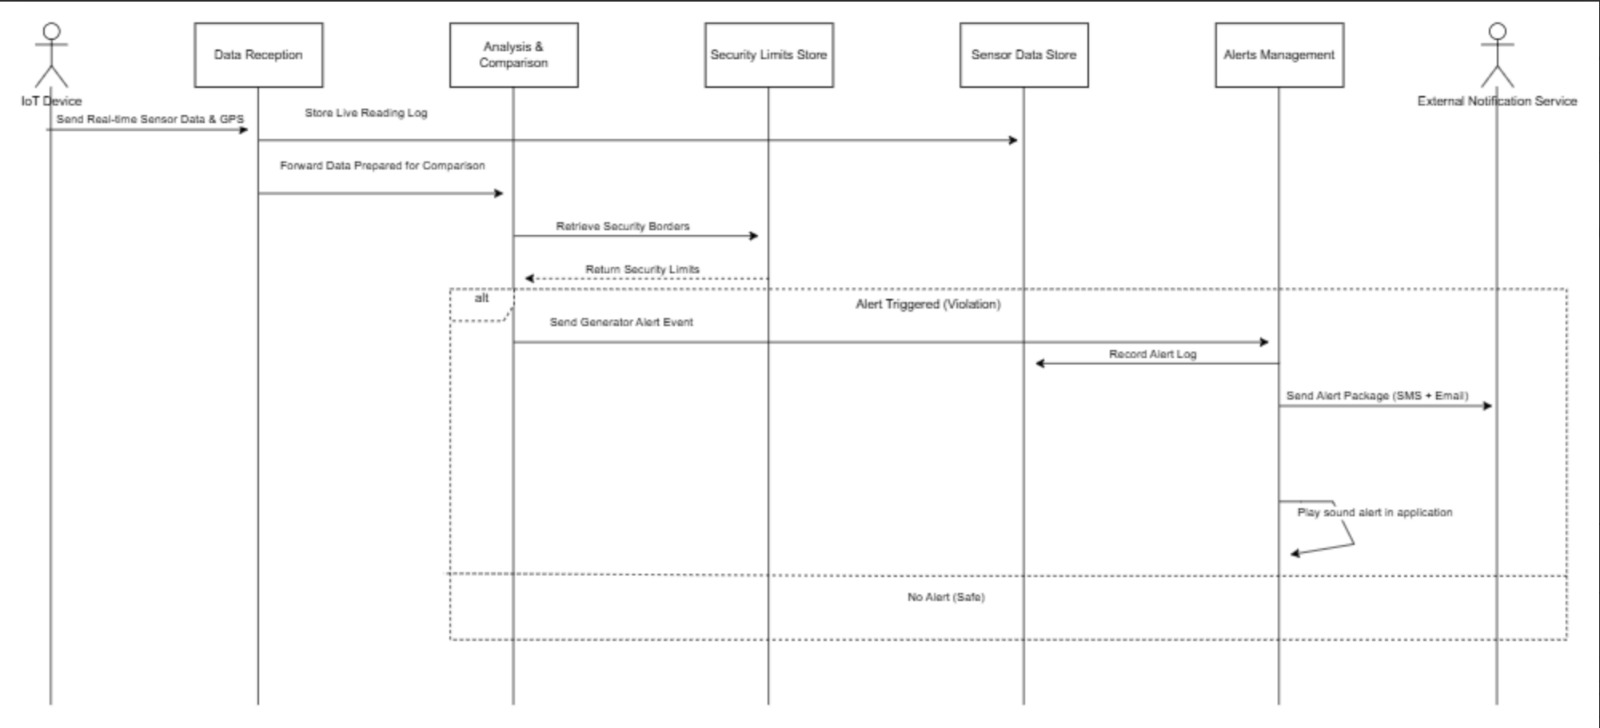 Data Reception
Analysis &
Comparison
Security Limits Store
Sensor Data Store
Alerts Management
IoT Device
External Notification Service
Send Real-time Sensor Data & GPS
Store Live Reading Log
Forward Data Prepared for Comparison
Retrieve Security Borders
Return Security Limits
alt
Alert Triggered (Violation)
Send Generator Alert Event
Record Alert Log
Send Alert Package (SMS + Email)
Play sound alert in application
No Alert (Safe)